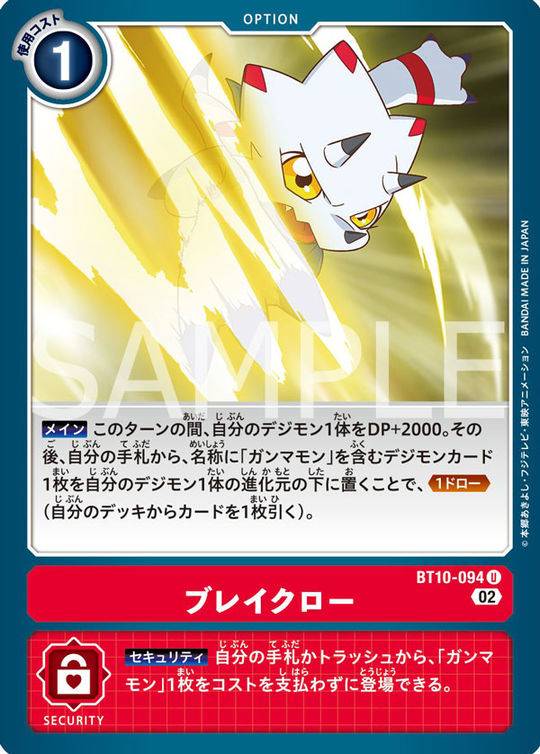 OPTION
使用コスト
1
SAMPLE
メイン このターンの間、自分のデジモン1体をDP+2000。その
後、自分の手札から、名称に「ガンマモン」を含むデジモンカード
1枚を自分のデジモン1体の進化元の下に置くことで、1ドロー
(自分のデッキからカードを1枚引く)。
© 本郷あきよし・フジテレビ・東映アニメーション BANDAI MADE IN JAPAN
BT10-094 U
ブレイクロー
02
セキュリティ 自分の手札かトラッシュから、「ガンマ
モン」1枚をコストを支払わずに登場できる。
SECURITY